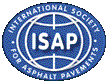 INTERNATIONAL SOCIETY
ISAP
FOR ASPHALT PAVEMENTS